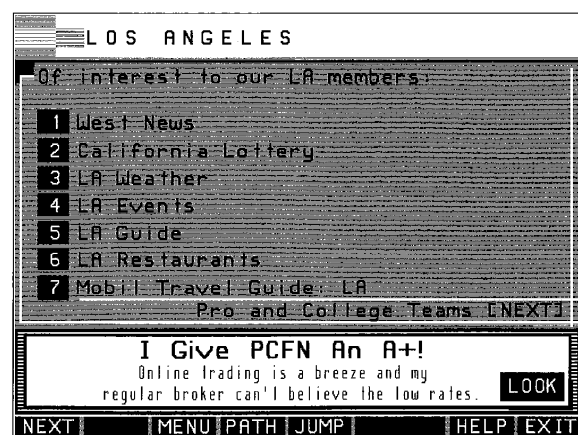 LOS ANGELES
Of interest to our LA members:
1 West News
2 California Lottery
3 LA Weather
4 LA Events
5 LA Guide
6 LA Restaurants
7 Mobil Travel Guide: LA
Pro and College Teams [NEXT]
I Give PCFN An A+!
Online trading is a breeze and my
regular broker can't believe the low rates.
LOOK
NEXT MENU PATH JUMP HELP EXIT